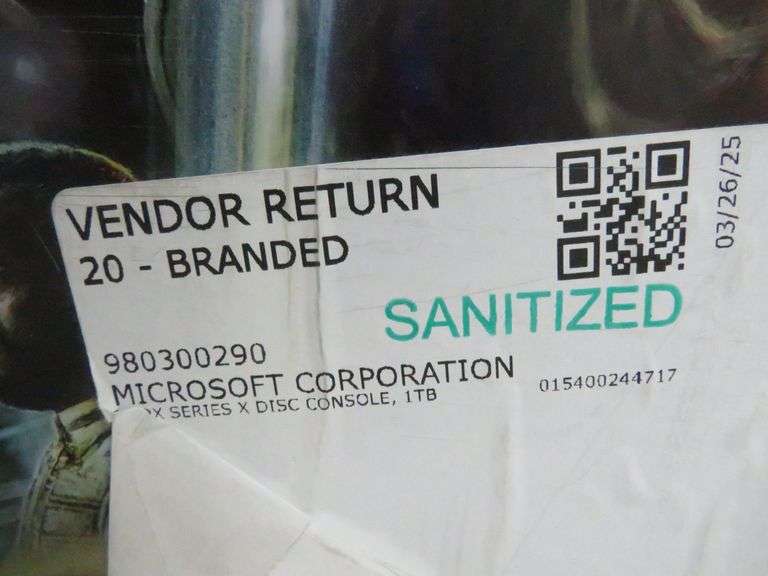 VENDOR RETURN
20 - BRANDED
03/26/25
SANITIZED
980300290
MICROSOFT CORPORATION
015400244717
SERIES X DISC CONSOLE, 1TB